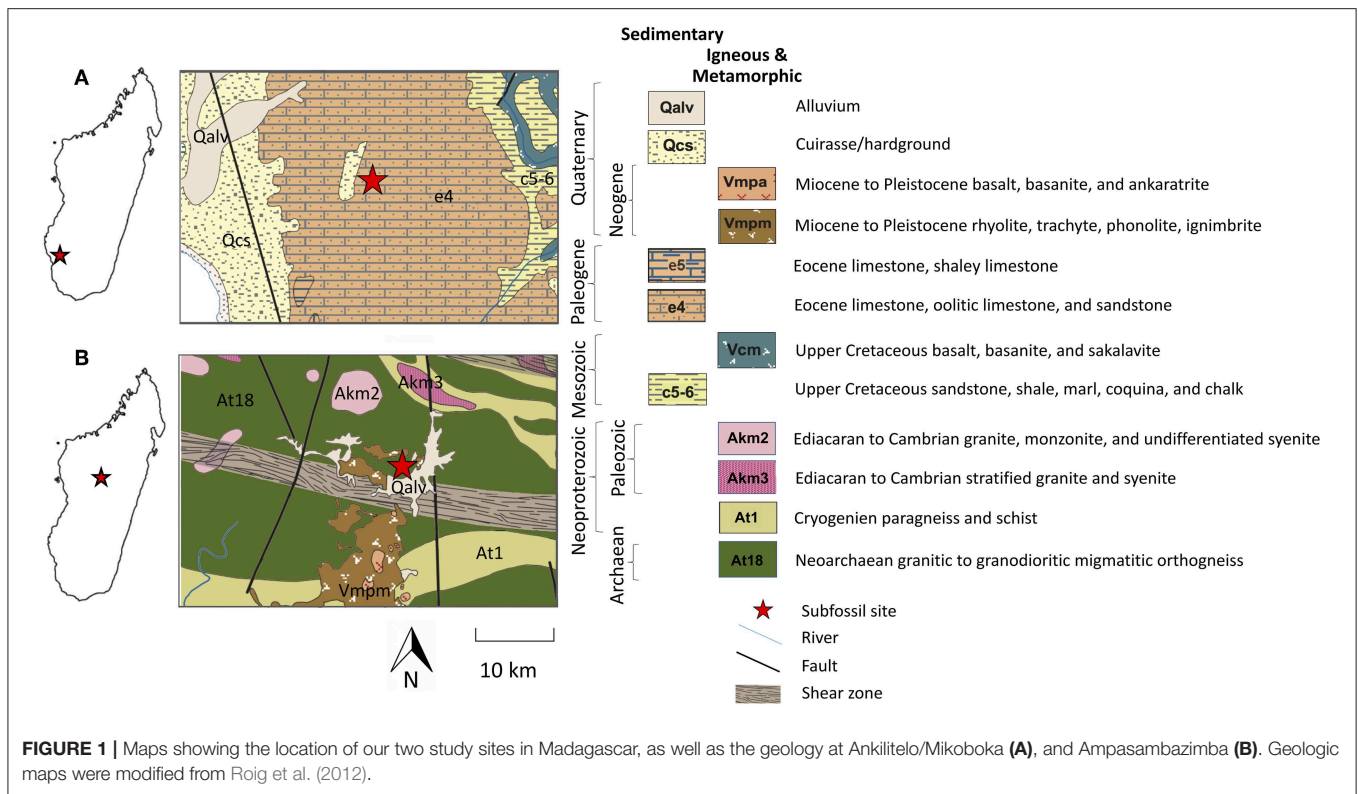 Sedimentary
Igneous &
Metamorphic
A
Qalv
Qcs
e4
c5-6
B
At18
Akm2
Akm3
Qalv
At1
Vmpm
N
10 km
Quaternary
Neogene
Paleogene
Mesozoic
Neoproterozoic
Paleozoic
Archaean
Qalv Alluvium
Qcs Cuirasse/hardground
Vmpa Miocene to Pleistocene basalt, basanite, and ankaratrite
Vmpm Miocene to Pleistocene rhyolite, trachyte, phonolite, ignimbrite
e5 Eocene limestone, shaley limestone
e4 Eocene limestone, oolitic limestone, and sandstone
Vcm Upper Cretaceous basalt, basanite, and sakalavite
c5-6 Upper Cretaceous sandstone, shale, marl, coquina, and chalk
Akm2 Ediacaran to Cambrian granite, monzonite, and undifferentiated syenite
Akm3 Ediacaran to Cambrian stratified granite and syenite
At1 Cryogenien paragneiss and schist
At18 Neoarchaean granitic to granodioritic migmatitic orthogneiss
Subfossil site
River
Fault
Shear zone
FIGURE 1 | Maps showing the location of our two study sites in Madagascar, as well as the geology at Ankilitelo/Mikoboka (A), and Ampasambazimba (B). Geologic
maps were modified from Roig et al. (2012).